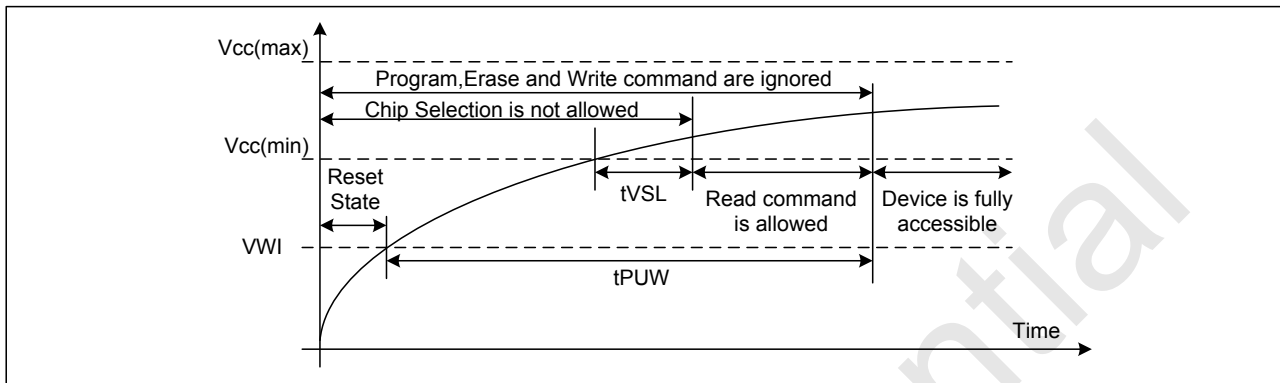 Vcc(max)
Program,Erase and Write command are ignored
Chip Selection is not allowed
Vcc(min)
Reset
State
tVSL
Read command
is allowed
Device is fully
accessible
VWI
tPUW
Time
ntial